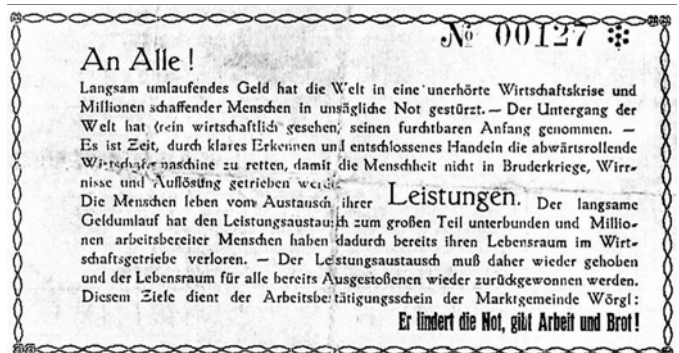 № 00127
An Alle!
Langsam umlaufendes Geld hat die Welt in eine unerhörte Wirtschaftskrise und
Millionen schaffender Menschen in unsägliche Not gestürzt. — Der Untergang der
Welt hat (rein wirtschaftlich gesehen, seinen furchtbaren Anfang genommen. —
Es ist Zeit, durch klares Erkennen und entschlossenes Handeln die abwärtsrollende
Wirtschaftsmaschine zu retten, damit die Menschheit nicht in Bruderkriege, Wirr-
nisse und Auflösung getrieben werde.
Die Menschen leben vom Austausch ihrer Leistungen. Der langsame
Geldumlauf hat den Leistungsaustausch zum großen Teil unterbunden und Millio-
nen arbeitsbereiter Menschen haben dadurch bereits ihren Lebensraum im Wirt-
schaftsgetriebe verloren. — Der Leistungsaustausch muß daher wieder gehoben
und der Lebensraum für alle bereits Ausgestoßenen wieder zurückgewonnen werden.
Diesem Ziele dient der Arbeitsbestätigungsschein der Marktgemeinde Wörgl:
Er lindert die Not, gibt Arbeit und Brot!